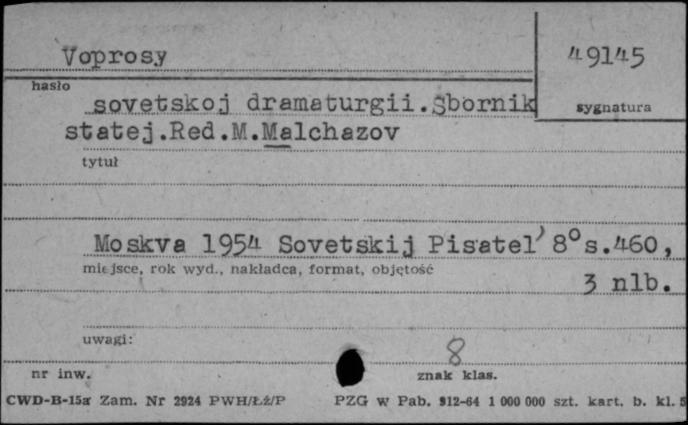 Voprosy
49145
hasło
sovetskoj dramaturgii.Sbornik
sygnatura
statej.Red.M.Malchazov
tytuł
Moskva 1954 Sovetskij Pisatel' 8°s.460,
miejsce, rok wyd., nakładca, format, objętość
3 nlb.
uwagi:
8
nr inw.
znak klas.
CWD-B-15a Zam. Nr 2924 PWH/Łź/P PZG w Pab. 912-64 1 000 000 szt. kart. b. kl. 5